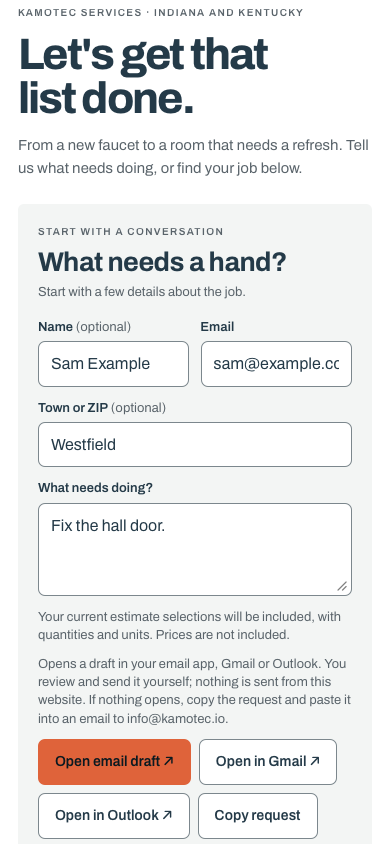 KAMOTEC SERVICES · INDIANA AND KENTUCKY
Let's get that
list done.
From a new faucet to a room that needs a refresh. Tell
us what needs doing, or find your job below.
START WITH A CONVERSATION
What needs a hand?
Start with a few details about the job.
Name (optional) Email
Sam Example sam@example.cc
Town or ZIP (optional)
Westfield
What needs doing?
Fix the hall door.
Your current estimate selections will be included, with
quantities and units. Prices are not included.
Opens a draft in your email app, Gmail or Outlook. You
review and send it yourself; nothing is sent from this
website. If nothing opens, copy the request and paste it
into an email to info@kamotec.io.
Open email draft ↗ Open in Gmail ↗
Open in Outlook ↗ Copy request